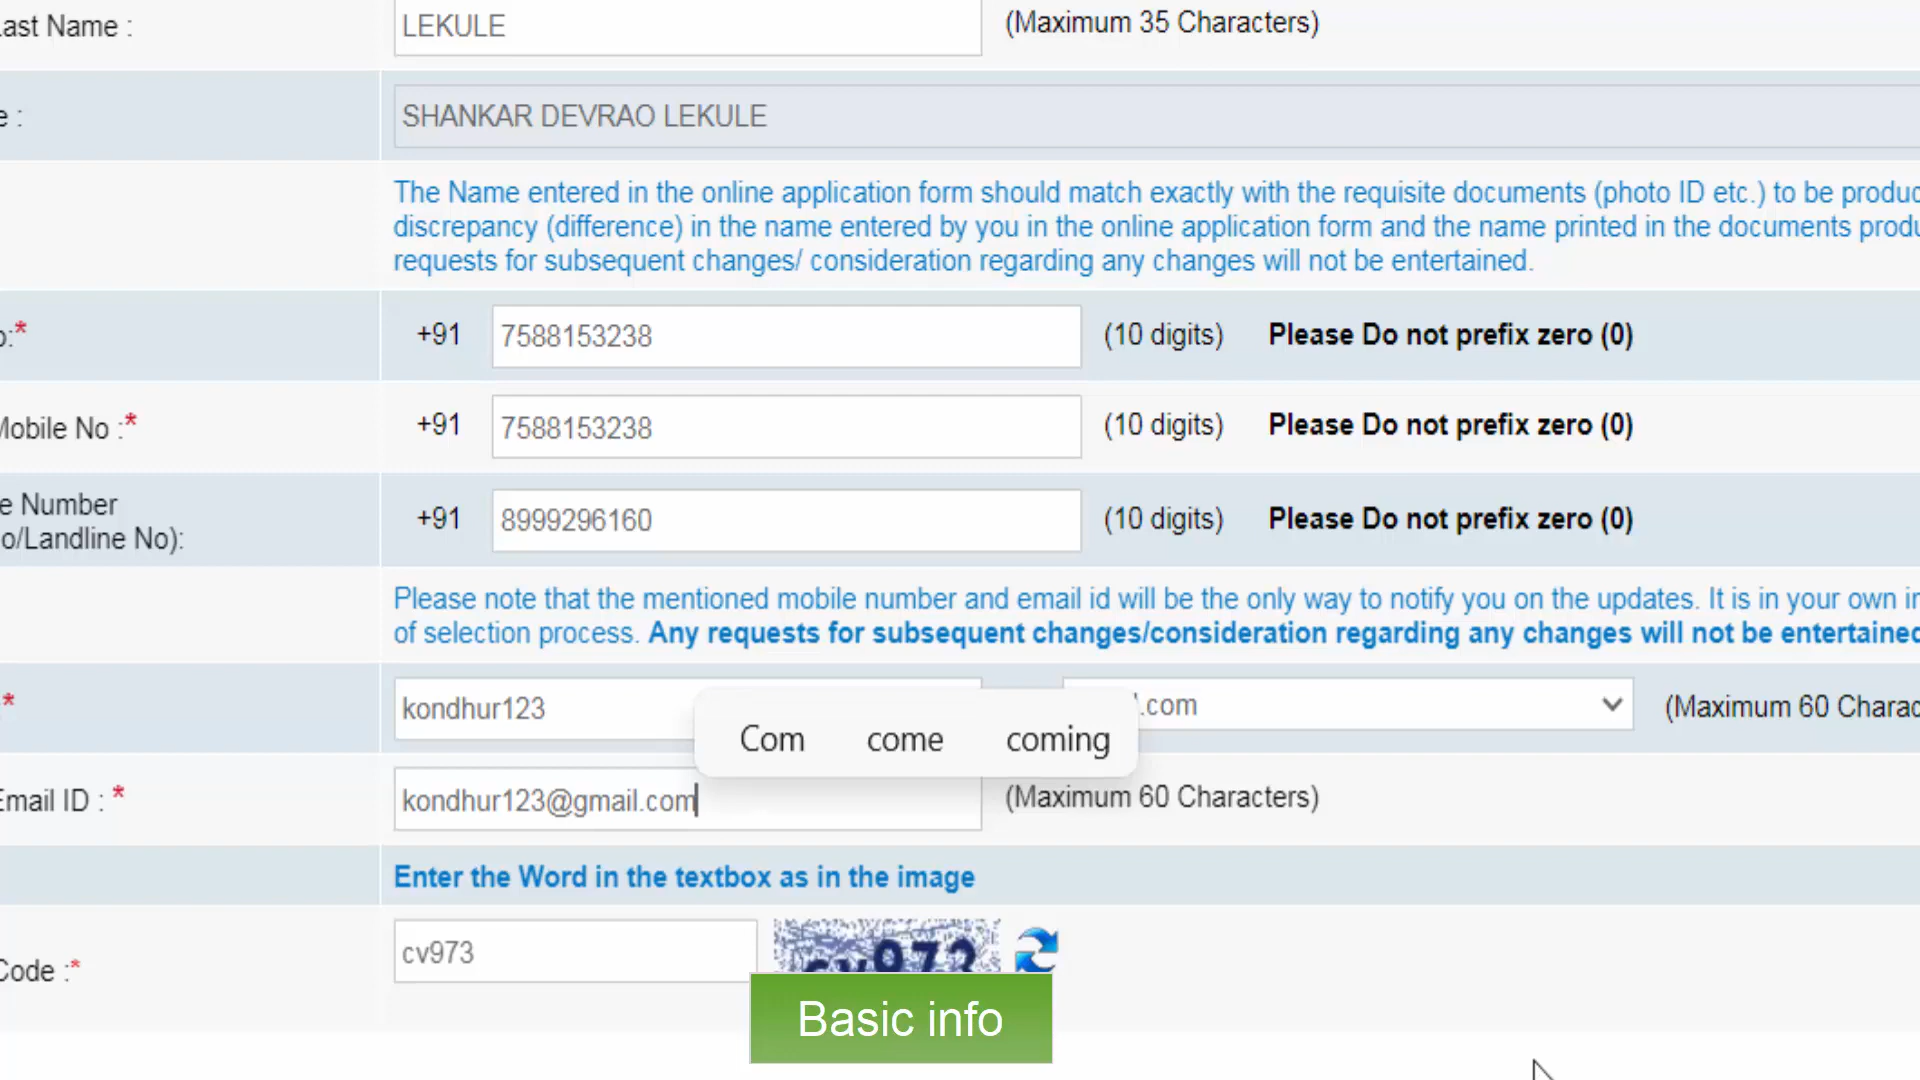 Last Name :
LEKULE
(Maximum 35 Characters)
e :
SHANKAR DEVRAO LEKULE
The Name entered in the online application form should match exactly with the requisite documents (photo ID etc.) to be produc
discrepancy (difference) in the name entered by you in the online application form and the name printed in the documents produ
requests for subsequent changes/ consideration regarding any changes will not be entertained.
o:*
+91
7588153238
(10 digits)
Please Do not prefix zero (0)
Mobile No :*
+91
7588153238
(10 digits)
Please Do not prefix zero (0)
e Number
o/Landline No):
+91
8999296160
(10 digits)
Please Do not prefix zero (0)
Please note that the mentioned mobile number and email id will be the only way to notify you on the updates. It is in your own in
of selection process. Any requests for subsequent changes/consideration regarding any changes will not be entertained
*
kondhur123
.com
(Maximum 60 Charac
Com come coming
Email ID : *
kondhur123@gmail.com
(Maximum 60 Characters)
Enter the Word in the textbox as in the image
Code :*
cv973
cv973
Basic info